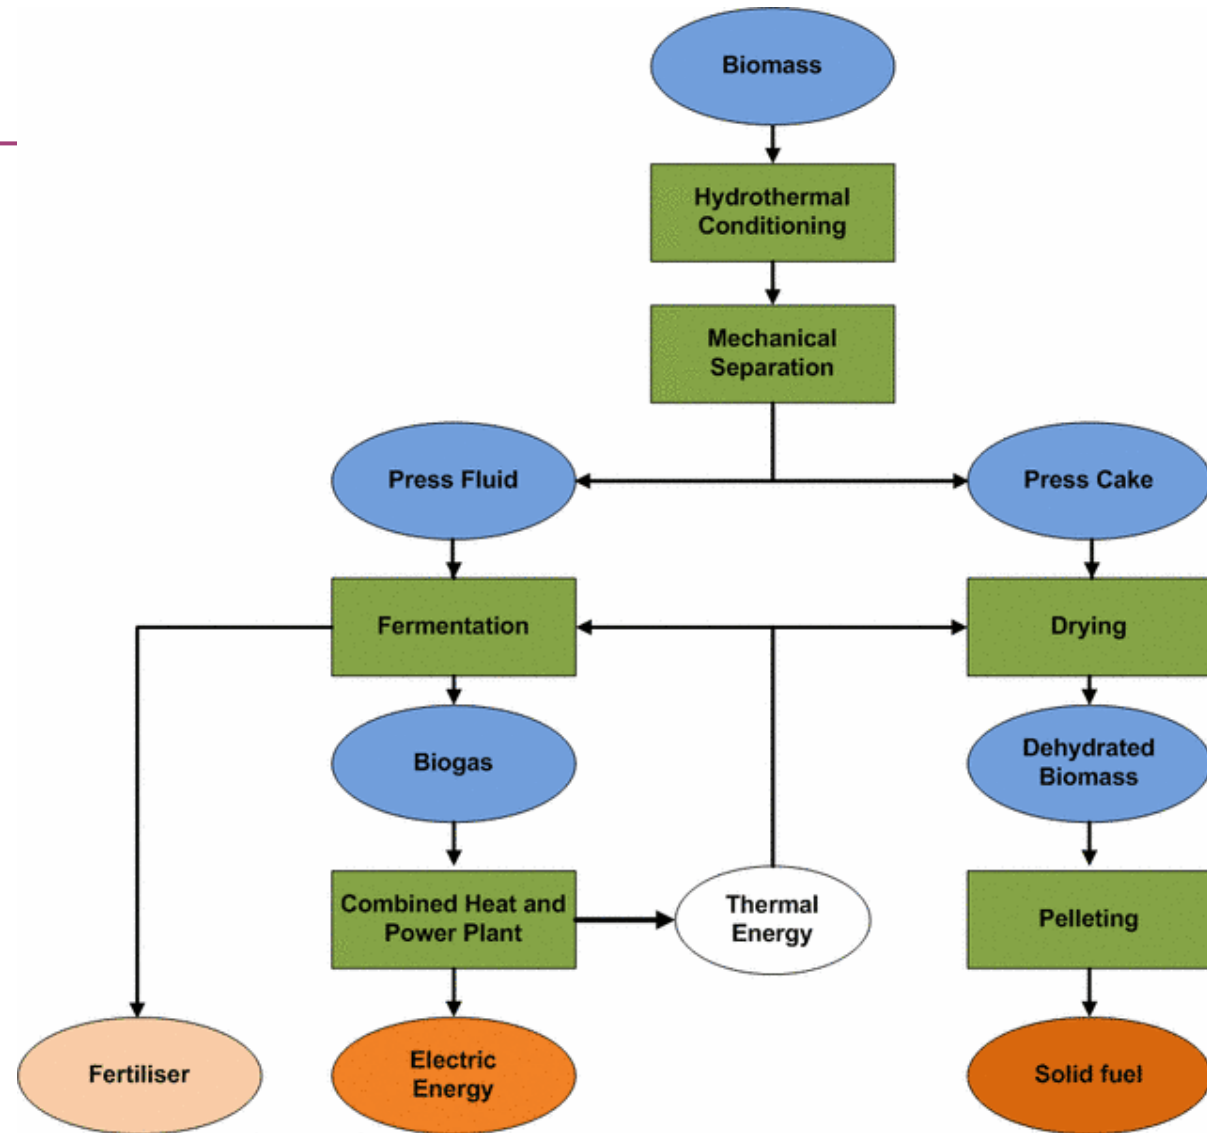 Biomass
Hydrothermal
Conditioning
Mechanical
Separation
Press Fluid
Press Cake
Fermentation
Drying
Biogas
Dehydrated
Biomass
Combined Heat and
Power Plant
Thermal
Energy
Pelleting
Fertiliser
Electric
Energy
Solid fuel